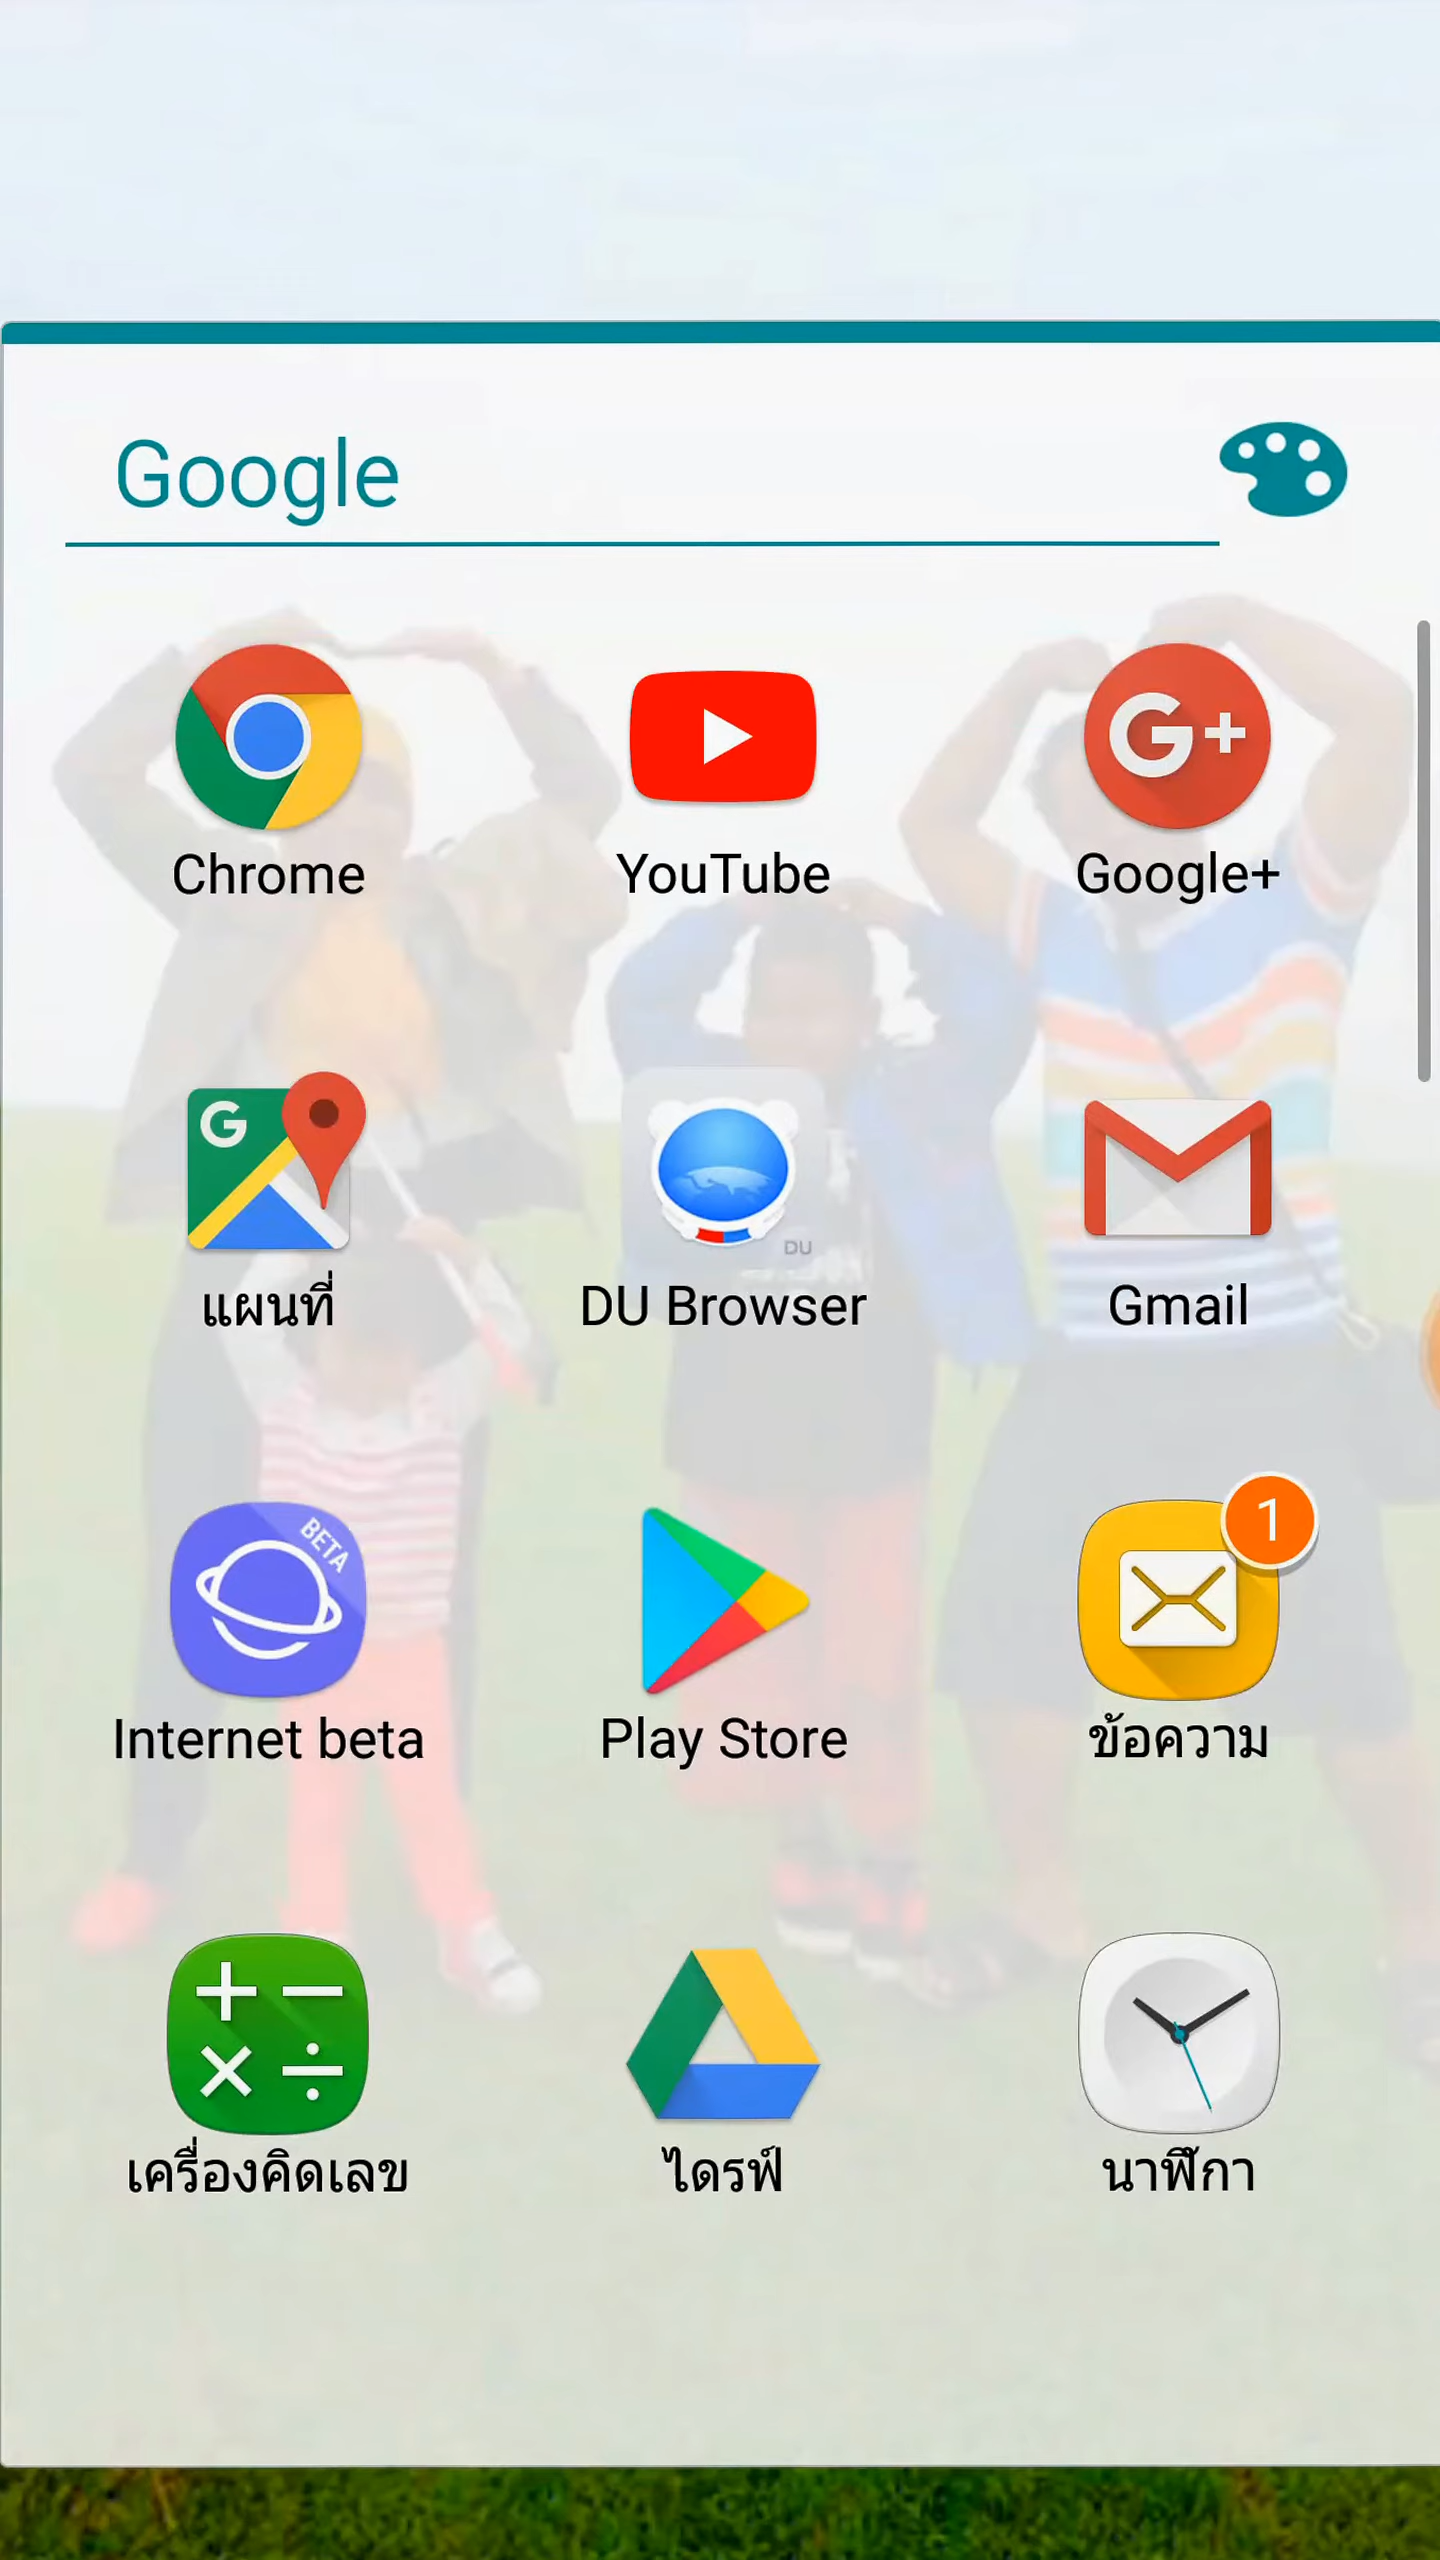 Google
Chrome
YouTube
G+
Google+
G
DU
แผนที่
DU Browser
Gmail
BETA
1
Internet beta
Play Store
ข้อความ
เครื่องคิดเลข
ไดรฟ์
นาฬิกา